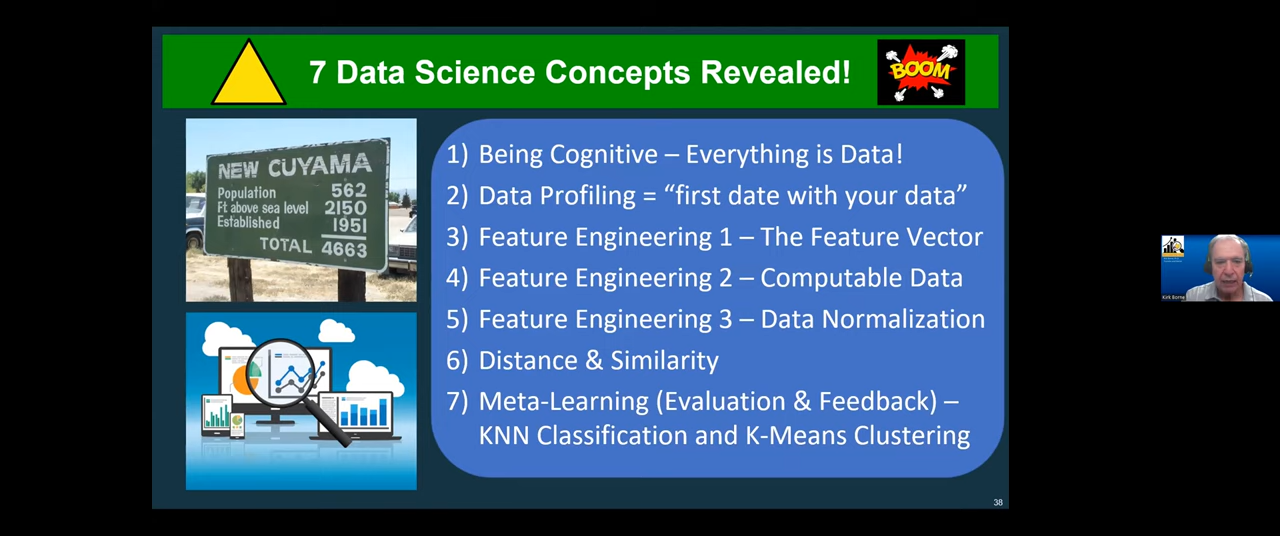 7 Data Science Concepts Revealed!
BOOM
NEW CUYAMA
Population 562
Ft above sea level 2150
Established 1951
TOTAL 4663
1) Being Cognitive – Everything is Data!
2) Data Profiling = “first date with your data”
3) Feature Engineering 1 – The Feature Vector
4) Feature Engineering 2 – Computable Data
5) Feature Engineering 3 – Data Normalization
6) Distance & Similarity
7) Meta-Learning (Evaluation & Feedback) –
KNN Classification and K-Means Clustering
38
Kirk Borne